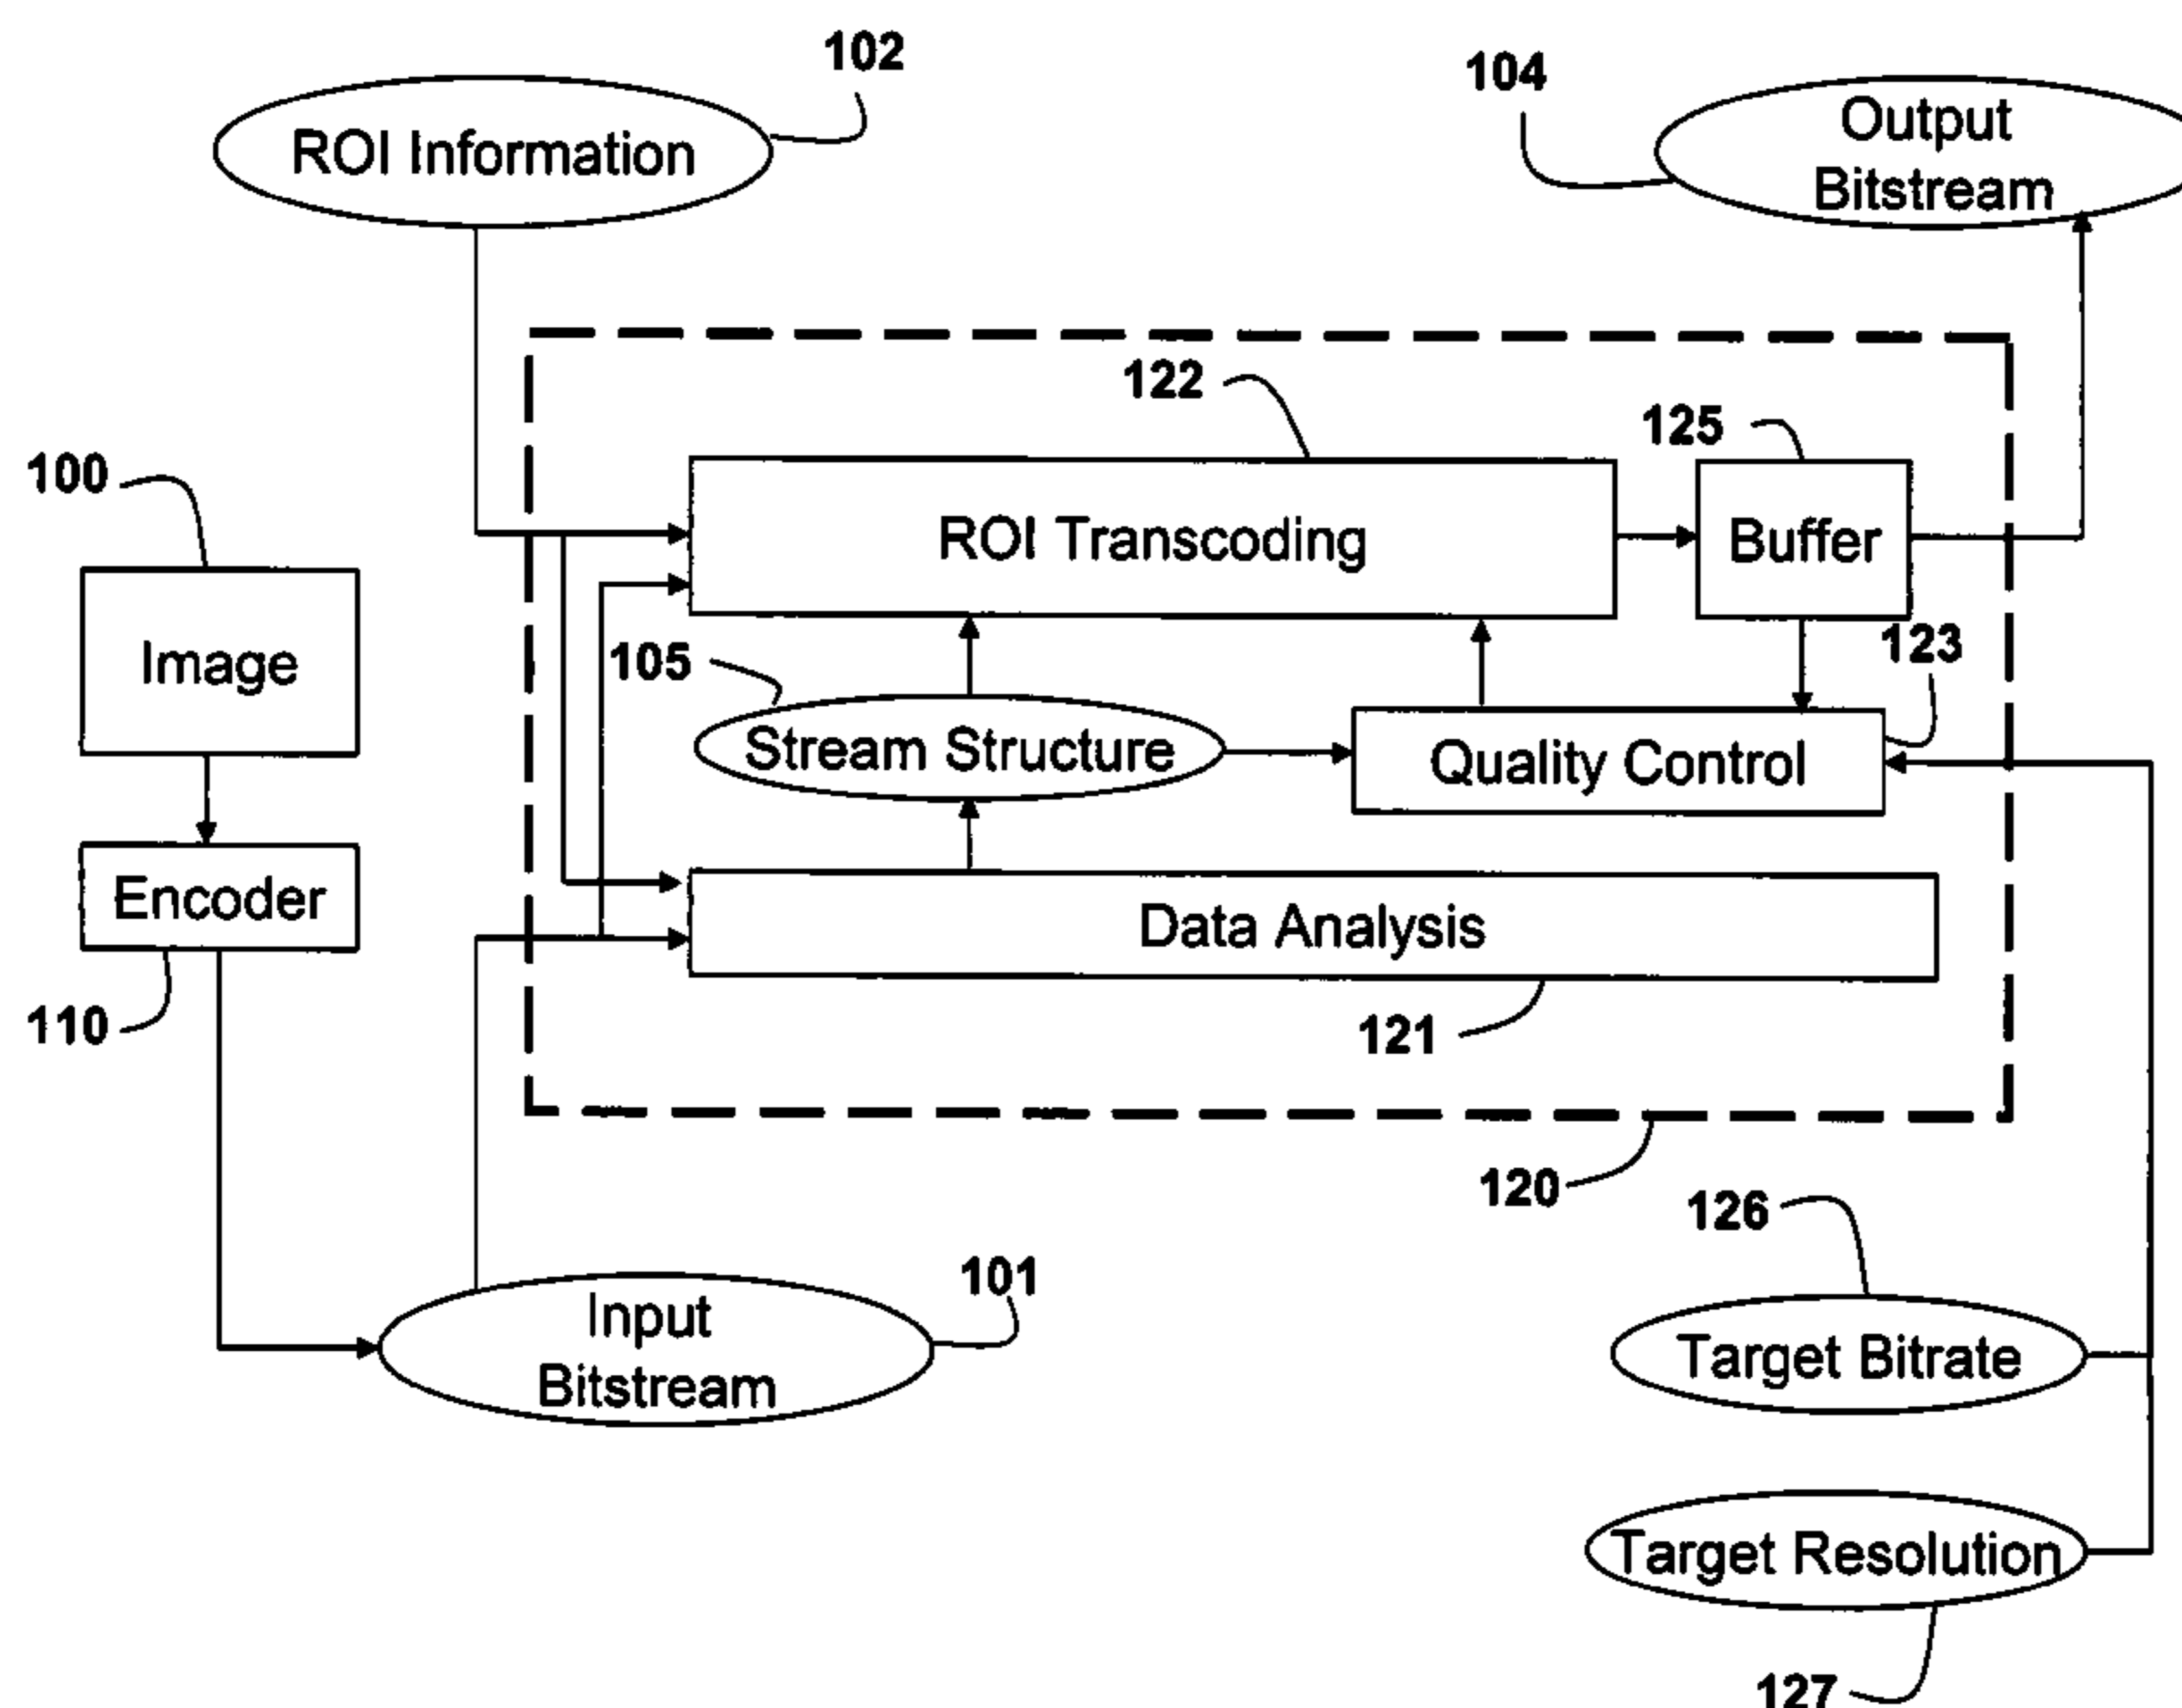 102
104
ROI Information
Output
Bitstream
122
125
100
ROI Transcoding
Buffer
123
105
Image
Stream Structure
Quality Control
Encoder
Data Analysis
110
121
120
126
101
Input
Bitstream
Target Bitrate
Target Resolution
127